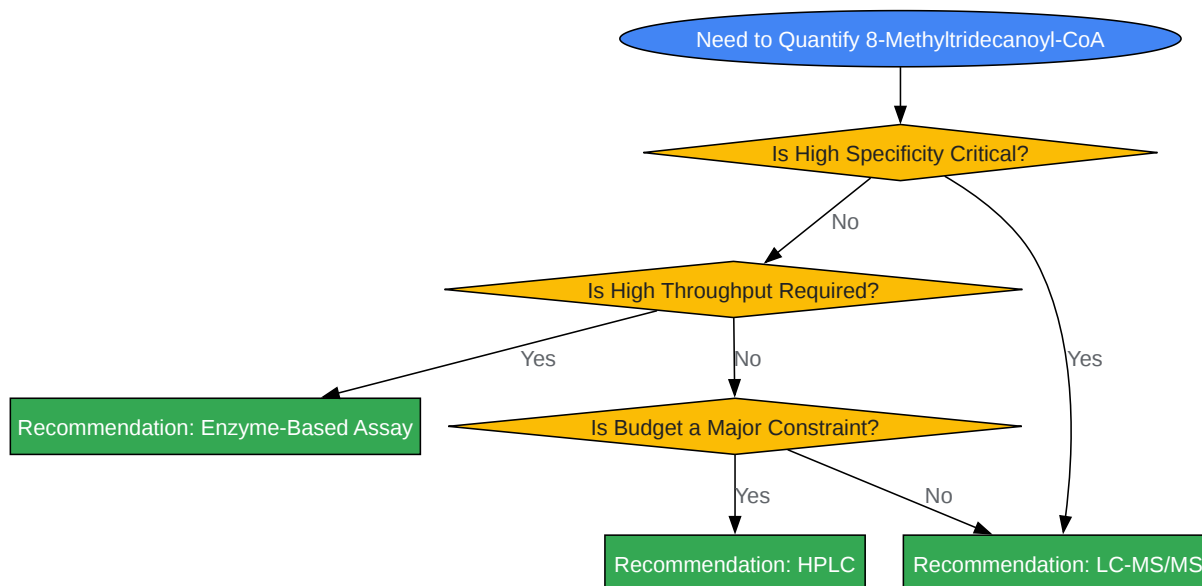 Need to Quantify 8-Methyltridecanoyl-CoA
Is High Specificity Critical?
No
Is High Throughput Required?
Yes
No
Yes
Recommendation: Enzyme-Based Assay
Is Budget a Major Constraint?
Yes
No
Recommendation: HPLC
Recommendation: LC-MS/MS